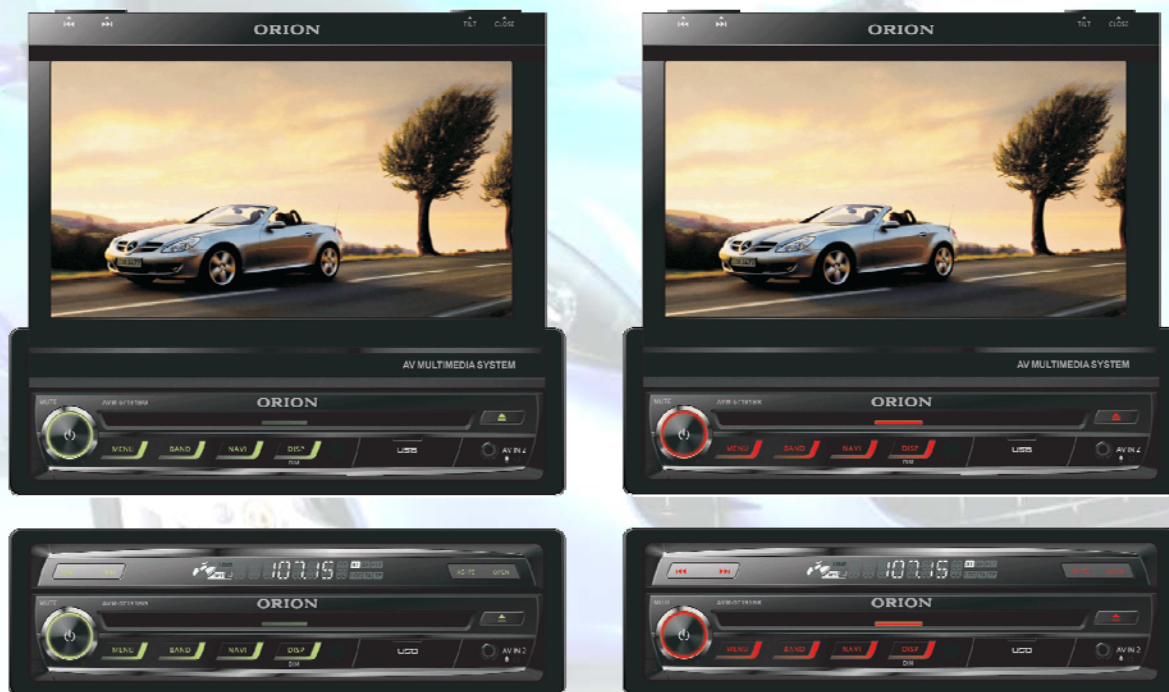 TILT CLOSE
ORION
AV MULTIMEDIA SYSTEM
MUTE
ORION
MENU BAND NAVI DISP USB AV IN 2
DIM
TILT CLOSE
ORION
AV MULTIMEDIA SYSTEM
MUTE
ORION
MENU BAND NAVI DISP USB AV IN 2
DIM
107.15
OPEN
MUTE
ORION
MENU BAND NAVI DISP USB AV IN 2
DIM
107.15
MUTE
ORION
MENU BAND NAVI DISP USB AV IN 2
DIM